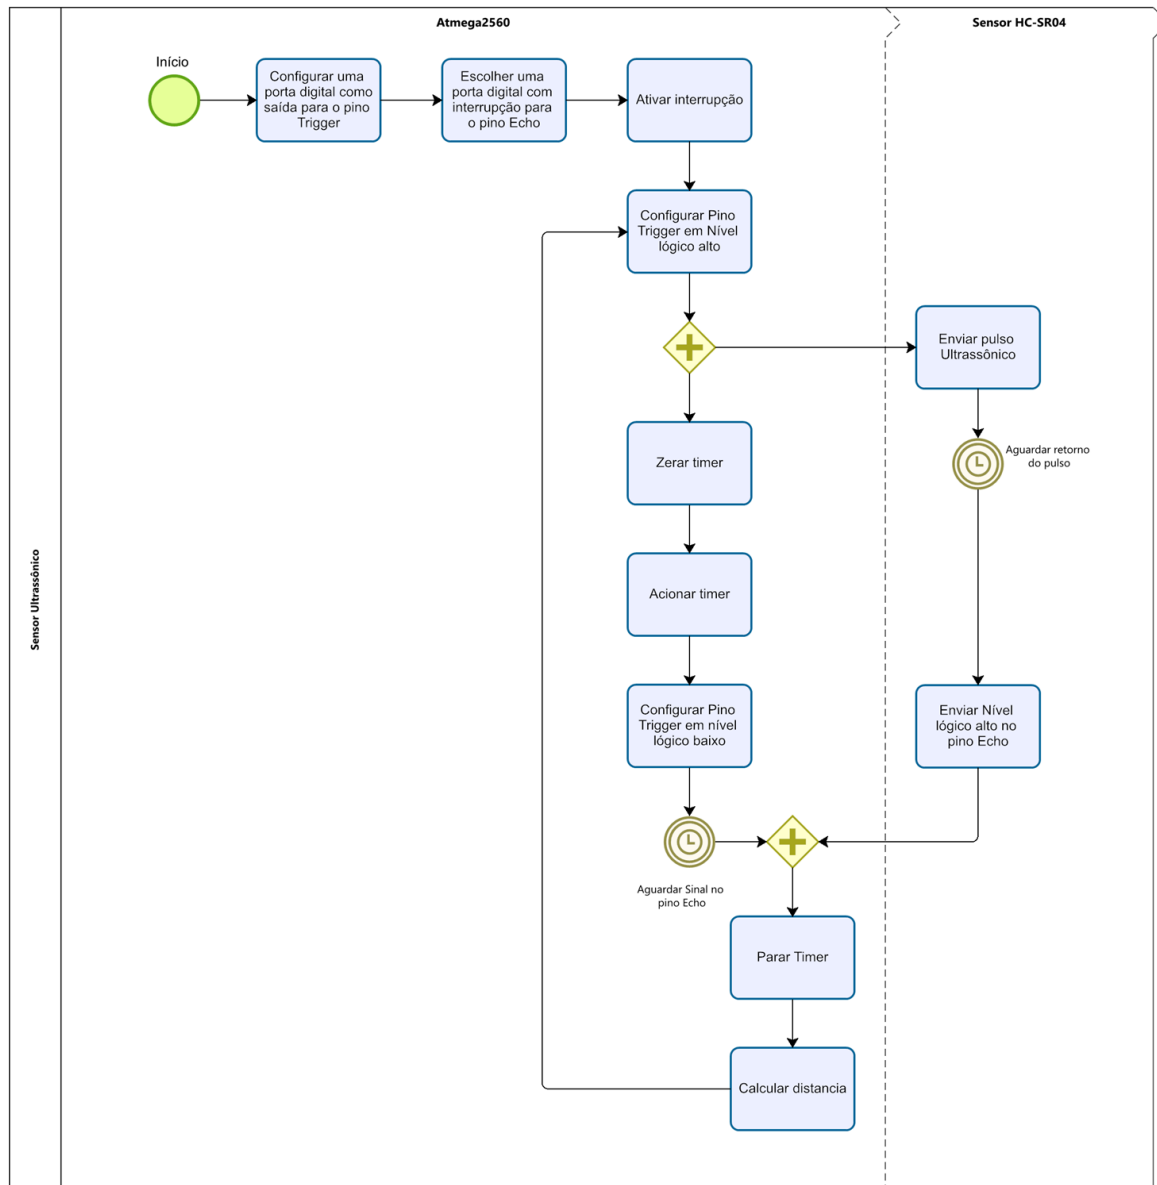 Atmega2560
Sensor HC-SR04
Sensor Ultrassônico
Início
Configurar uma
porta digital como
saída para o pino
Trigger
Escolher uma
porta digital com
interrupção para
o pino Echo
Ativar interrupção
Configurar Pino
Trigger em Nível
lógico alto
Enviar pulso
Ultrassônico
Zerar timer
Aguardar retorno
do pulso
Acionar timer
Configurar Pino
Trigger em nível
lógico baixo
Enviar Nível
lógico alto no
pino Echo
Aguardar Sinal no
pino Echo
Parar Timer
Calcular distancia